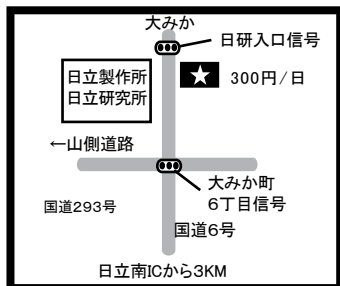 大みか
日研入口信号
日立製作所
日立研究所
300円/日
←山側道路
大みか町
6丁目信号
国道293号
国道6号
日立南ICから3KM